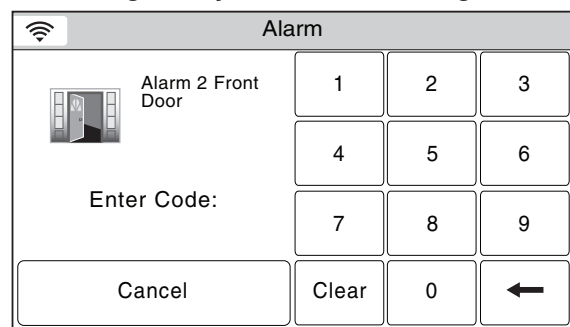 Alarm
Alarm 2 Front
Door
1 2 3
4 5 6
Enter Code:
7 8 9
Cancel Clear 0